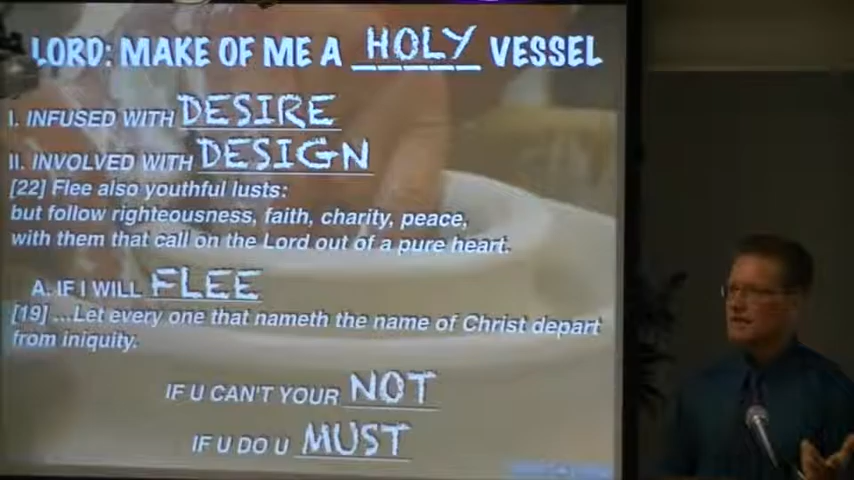 LORD: MAKE OF ME A HOLY VESSEL
I. INFUSED WITH DESIRE
II. INVOLVED WITH DESIGN
[22] Flee also youthful lusts:
but follow righteousness, faith, charity, peace,
with them that call on the Lord out of a pure heart.
A. IF I WILL FLEE
[19] ...Let every one that nameth the name of Christ depart
from iniquity.
IF U CAN'T YOUR NOT
IF U DO U MUST